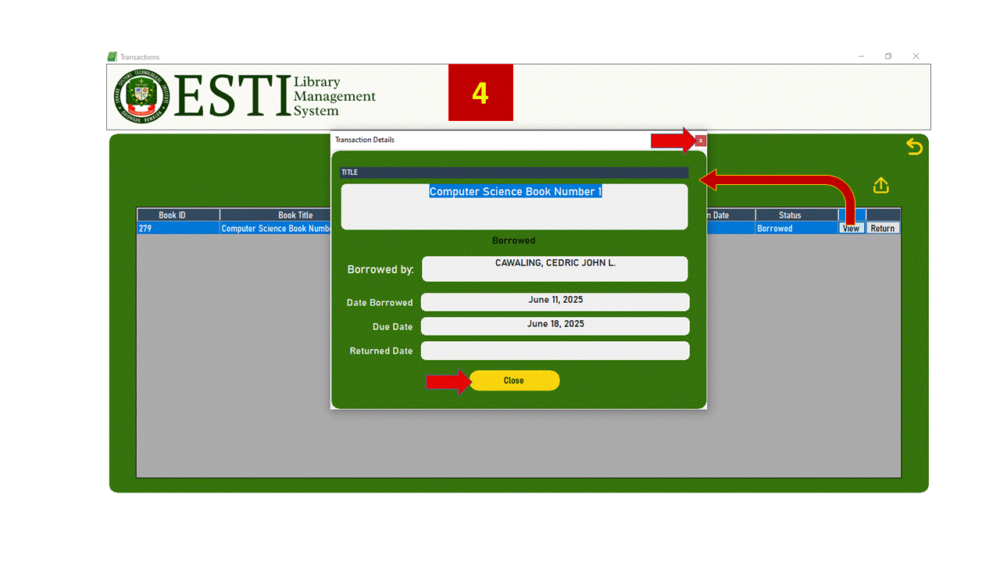 Transactions
ESTI
Library
Management
System
4
Transaction Details
x
TITLE
Computer Science Book Number 1
Book ID
Book Title
n Date
Status
279
Computer Science Book Numb
Borrowed
View
Return
Borrowed
Borrowed by:
CAWALING, CEDRIC JOHN L.
Date Borrowed
June 11, 2025
Due Date
June 18, 2025
Returned Date
Close